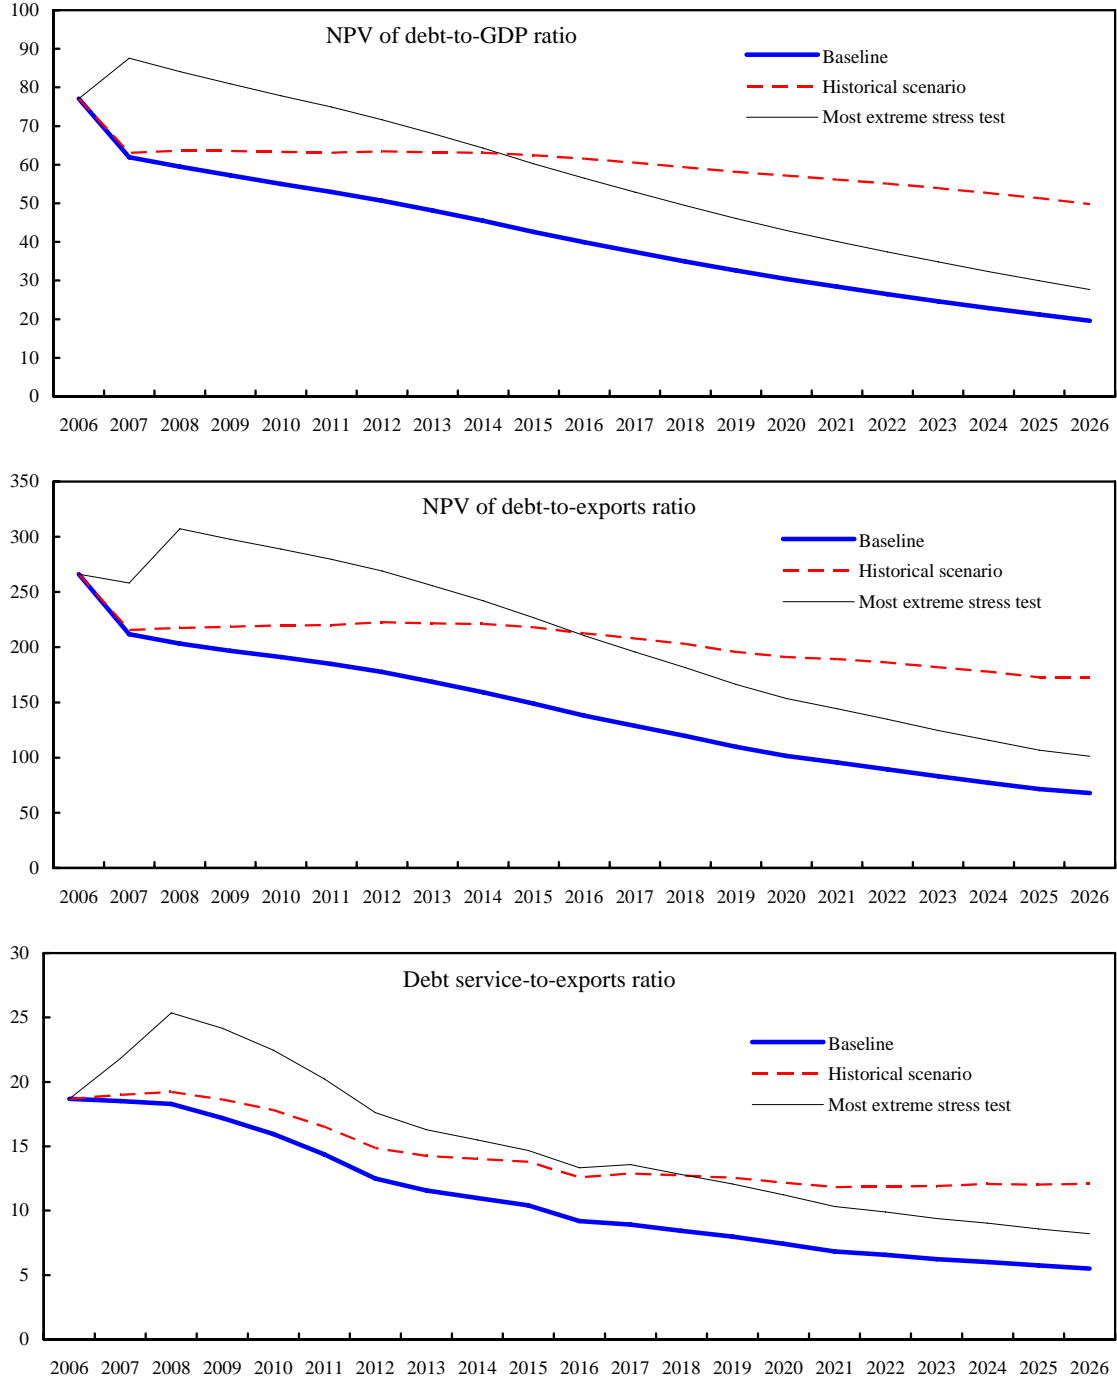 NPV of debt-to-GDP ratio
Baseline
Historical scenario
Most extreme stress test
100
90
80
70
60
50
40
30
20
10
0
2006 2007 2008 2009 2010 2011 2012 2013 2014 2015 2016 2017 2018 2019 2020 2021 2022 2023 2024 2025 2026
NPV of debt-to-exports ratio
Baseline
Historical scenario
Most extreme stress test
350
300
250
200
150
100
50
0
2006 2007 2008 2009 2010 2011 2012 2013 2014 2015 2016 2017 2018 2019 2020 2021 2022 2023 2024 2025 2026
Debt service-to-exports ratio
Baseline
Historical scenario
Most extreme stress test
30
25
20
15
10
5
0
2006 2007 2008 2009 2010 2011 2012 2013 2014 2015 2016 2017 2018 2019 2020 2021 2022 2023 2024 2025 2026